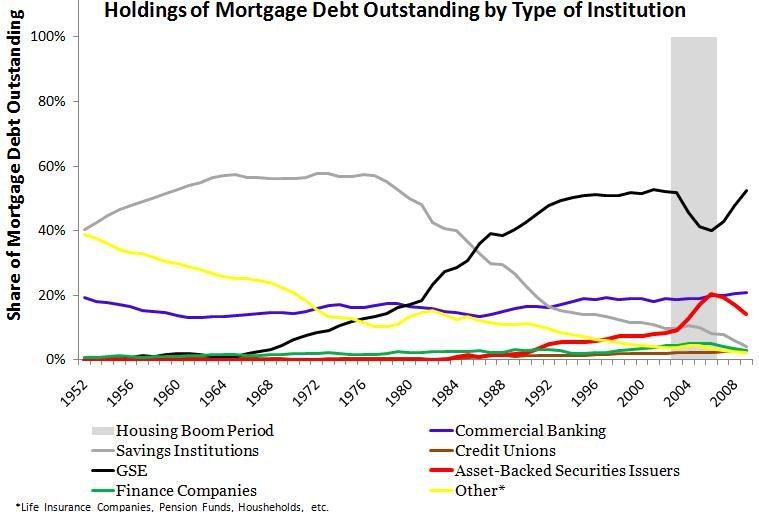 Holdings of Mortgage Debt Outstanding by Type of Institution
Share of Mortgage Debt Outstanding
100%
80%
60%
40%
20%
0%
1952 1956 1960 1964 1968 1972 1976 1980 1984 1988 1992 1996 2000 2004 2008
Housing Boom Period Commercial Banking
Savings Institutions Credit Unions
GSE Asset-Backed Securities Issuers
Finance Companies Other*
*Life Insurance Companies, Pension Funds, Housheholds, etc.